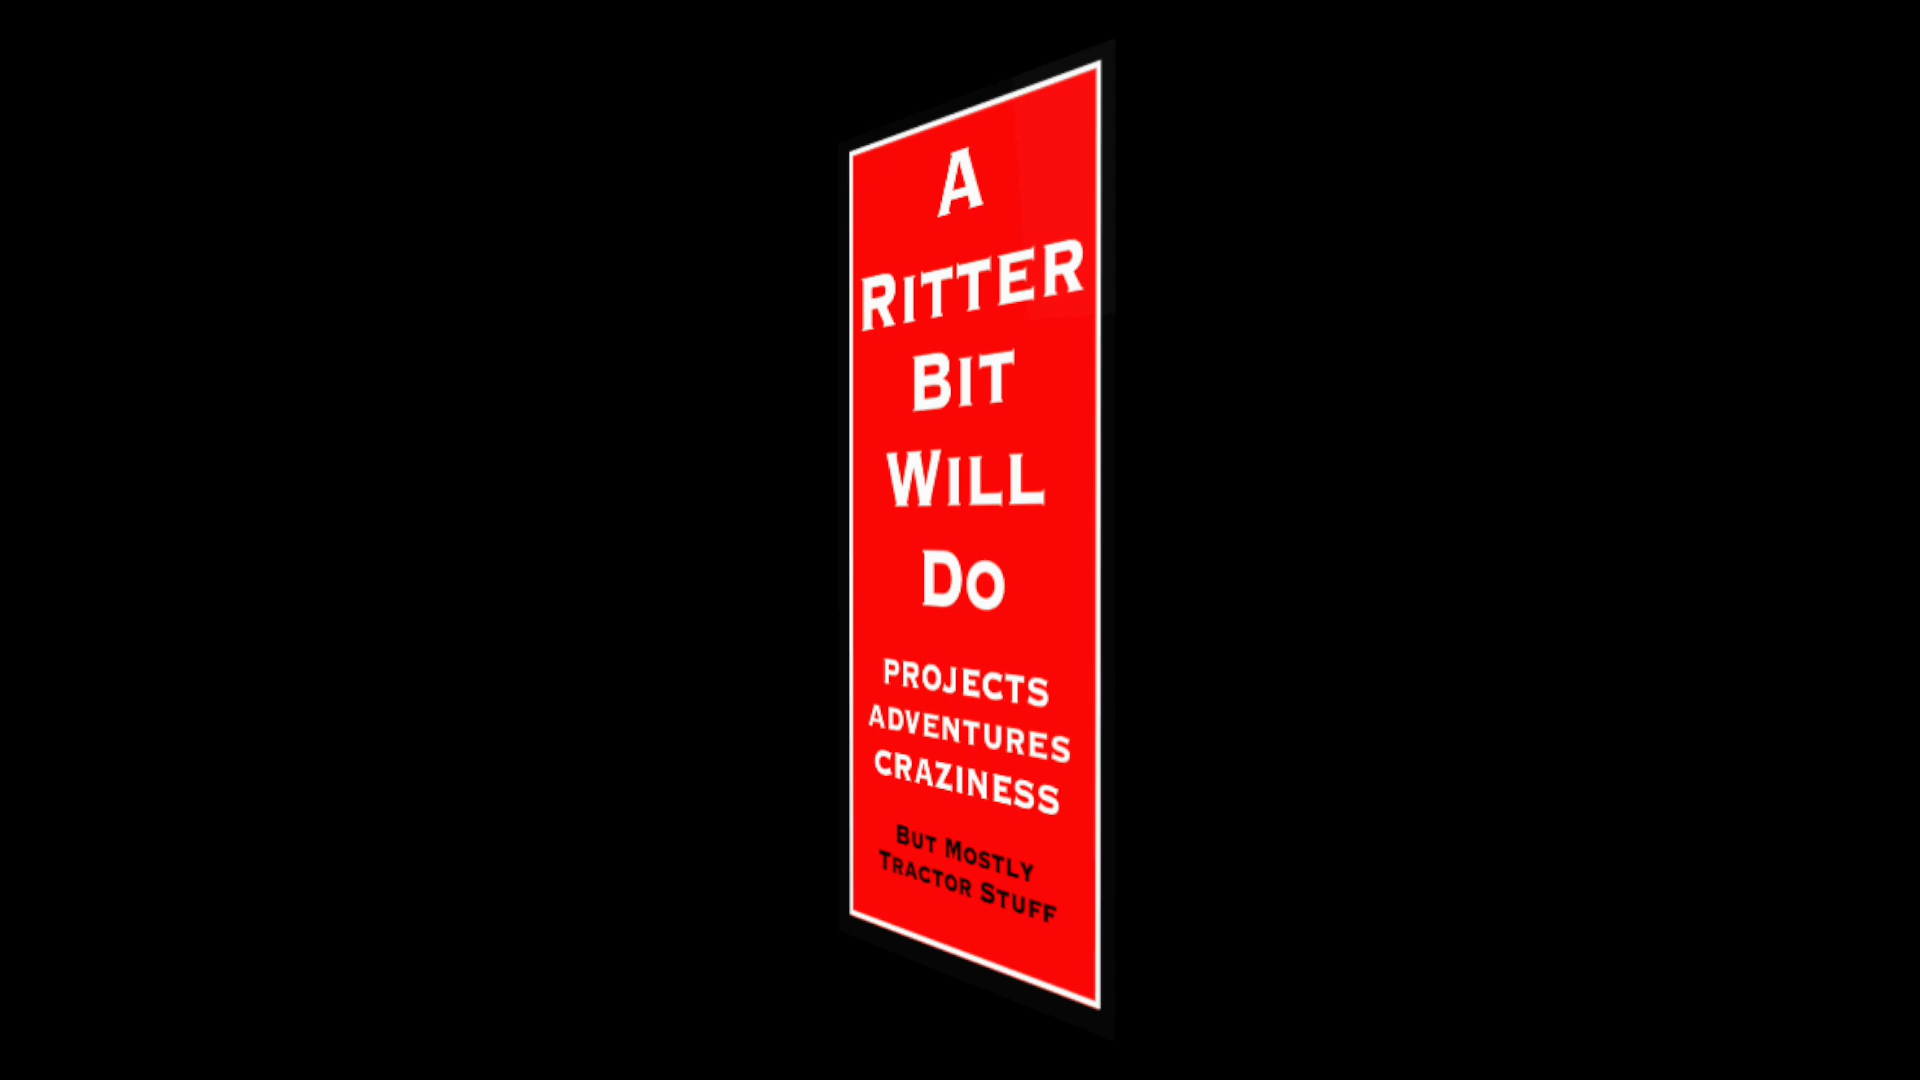 A
RITTER
BIT
WILL
DO
PROJECTS
ADVENTURES
CRAZINESS
BUT MOSTLY
TRACTOR STUFF